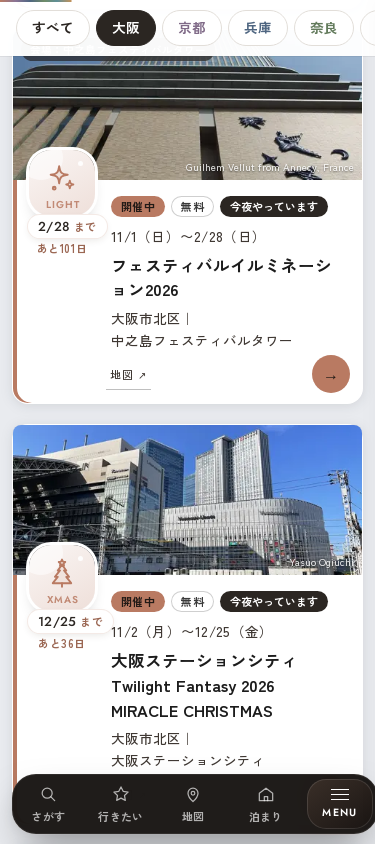 すべて
大阪
京都
兵庫
奈良
Guilhem Vellut from Annecy, France
LIGHT
2/28 まで
あと101日
開催中
無料
今夜やっています
11/1（日）〜2/28（日）
フェスティバルイルミネーシ
ョン2026
大阪市北区｜
中之島フェスティバルタワー
地図 ↗
→
Yasuo Ogiuchi
XMAS
12/25 まで
あと36日
開催中
無料
今夜やっています
11/2（月）〜12/25（金）
大阪ステーションシティ
Twilight Fantasy 2026
MIRACLE CHRISTMAS
大阪市北区｜
大阪ステーションシティ
さがす
行きたい
地図
泊まり
MENU